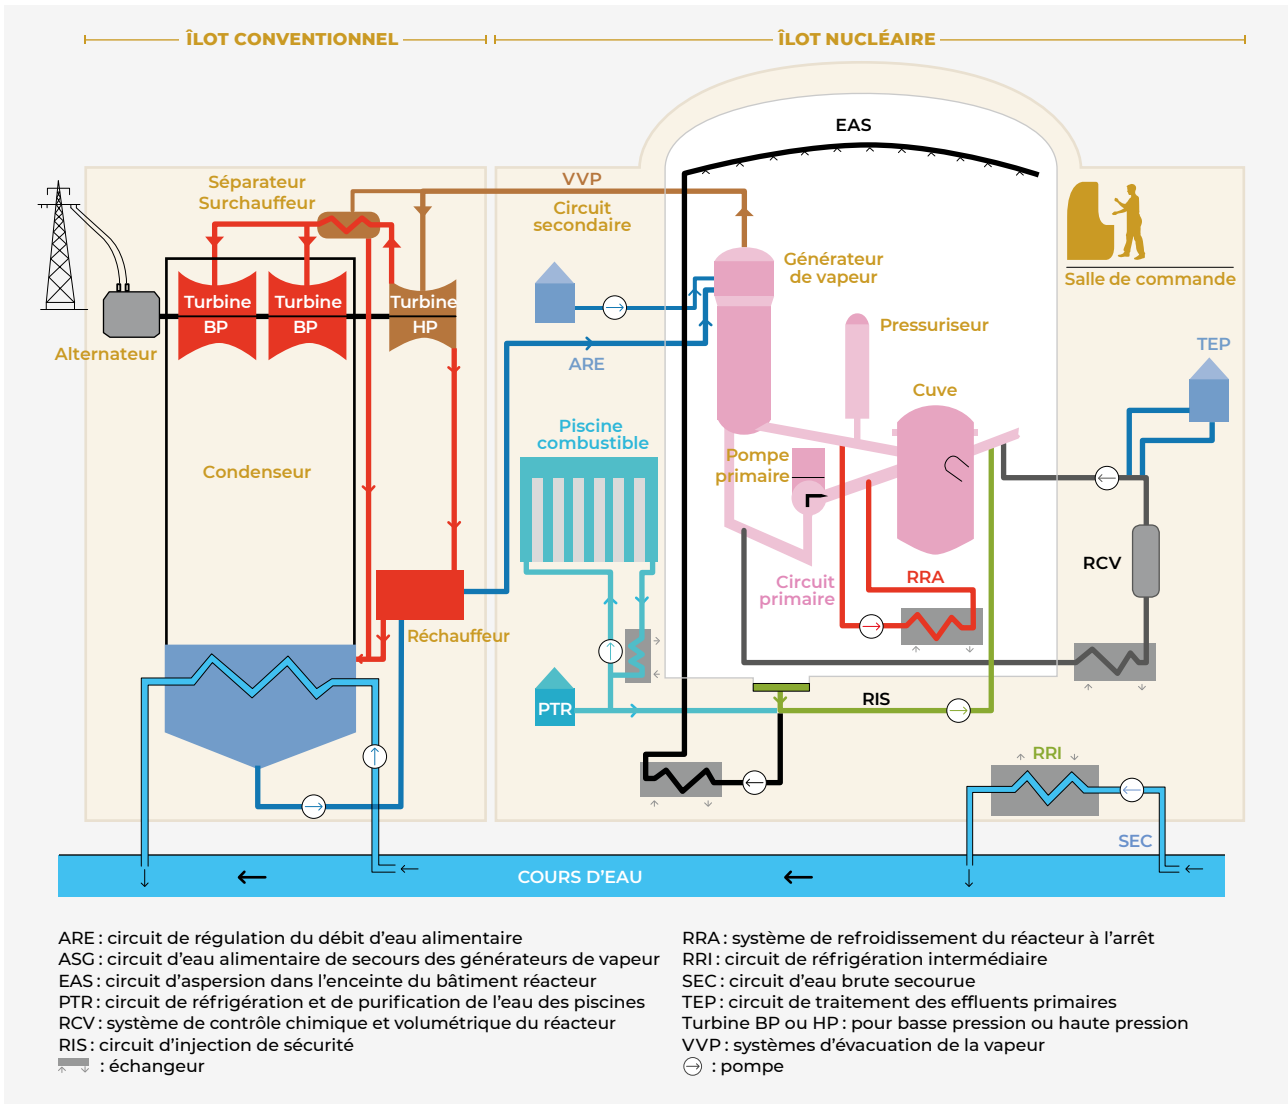 ÎLOT CONVENTIONNEL
ÎLOT NUCLÉAIRE
EAS
Séparateur
Surchauffeur
VVP
Circuit
secondaire
Générateur
de vapeur
Salle de commande
Turbine
BP
Turbine
BP
Turbine
HP
Alternateur
Pressuriseur
ARE
TEP
Cuve
Piscine
combustible
Pompe
primaire
Condenseur
RCV
RRA
Circuit
primaire
Réchauffeur
PTR
RIS
RRI
SEC
COURS D’EAU
ARE : circuit de régulation du débit d’eau alimentaire
ASG : circuit d’eau alimentaire de secours des générateurs de vapeur
EAS : circuit d’aspersion dans l’enceinte du bâtiment réacteur
PTR : circuit de réfrigération et de purification de l’eau des piscines
RCV : système de contrôle chimique et volumétrique du réacteur
RIS : circuit d’injection de sécurité
: échangeur
RRA : système de refroidissement du réacteur à l’arrêt
RRI : circuit de réfrigération intermédiaire
SEC : circuit d’eau brute secourue
TEP : circuit de traitement des effluents primaires
Turbine BP ou HP : pour basse pression ou haute pression
VVP : systèmes d’évacuation de la vapeur
: pompe